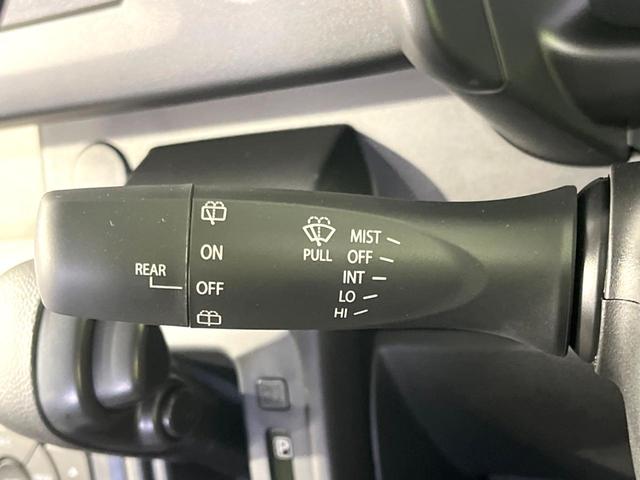 REAR
ON
OFF
PULL
MIST
OFF
INT
LO
HI
P